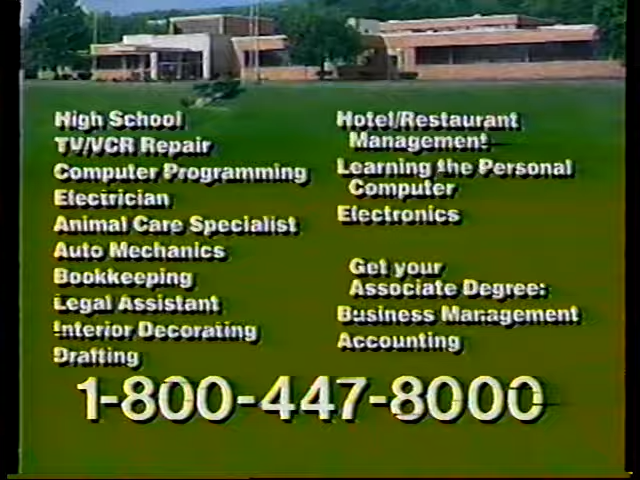 High School
TV/VCR Repair
Computer Programming
Electrician
Animal Care Specialist
Auto Mechanics
Bookkeeping
Legal Assistant
Interior Decorating
Drafting
Hotel/Restaurant
Management
Learning the Personal
Computer
Electronics
Get your
Associate Degree:
Business Management
Accounting
1-800-447-8000